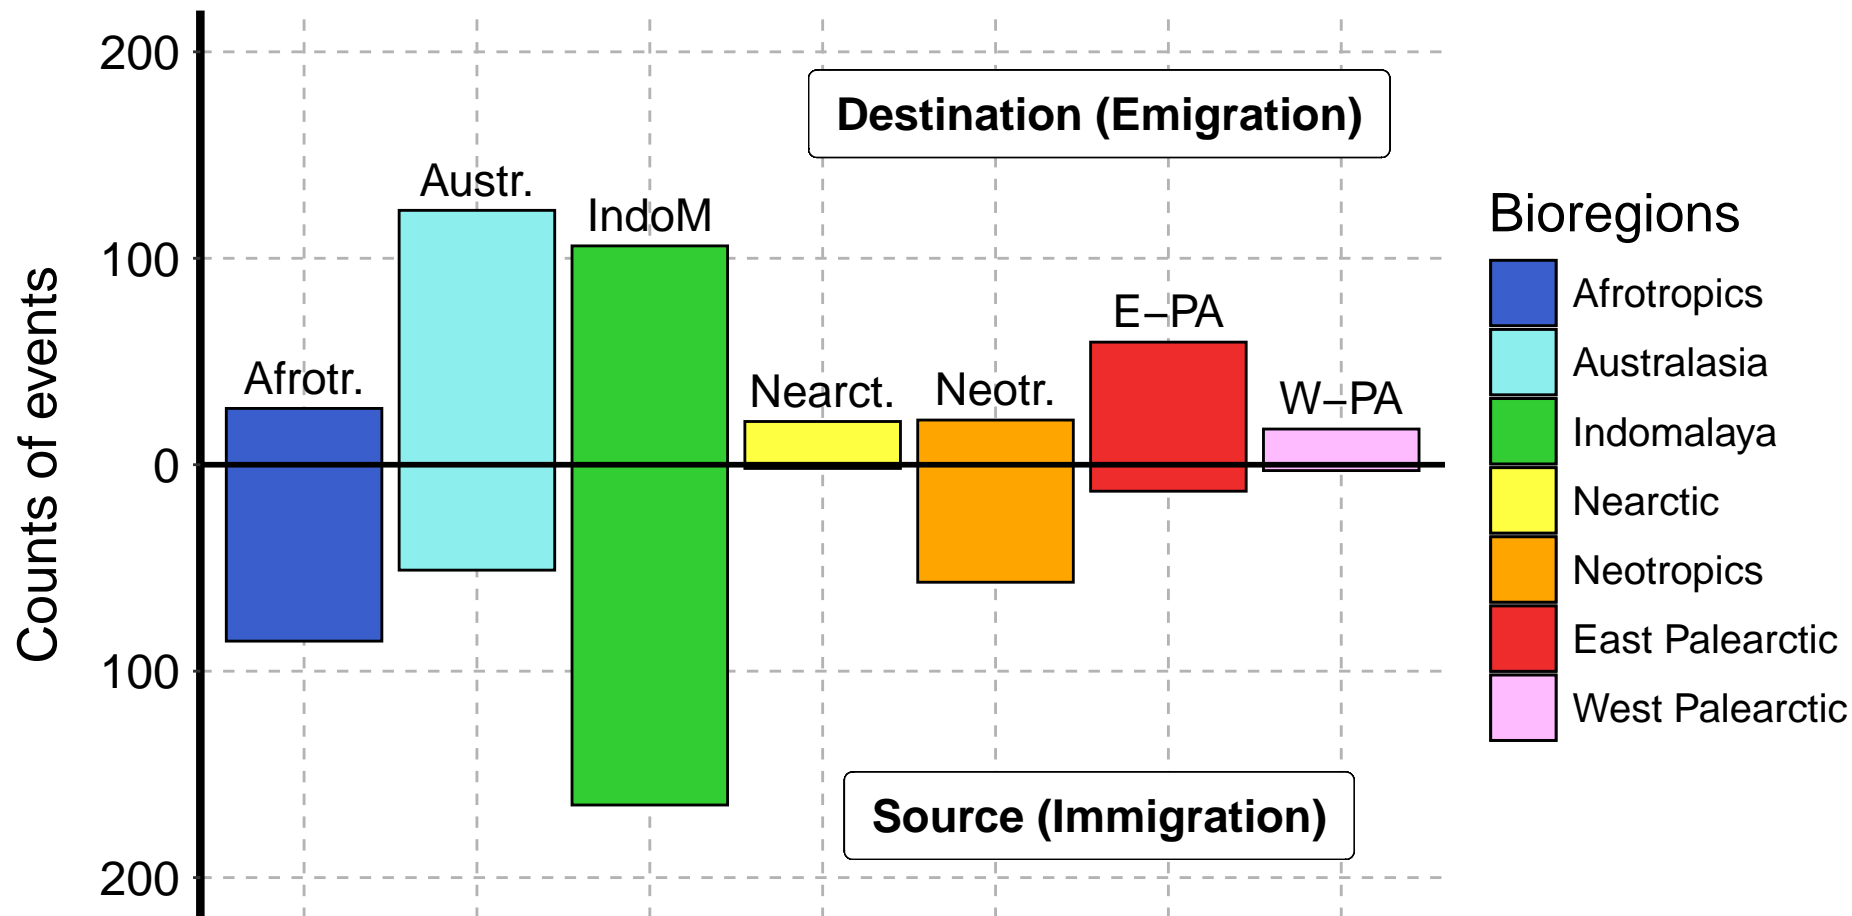 200
100
0
100
200
Counts of events
Destination (Emigration)
Austr.
IndoM
E−PA
Afrotr.
Nearct.
Neotr.
W−PA
Source (Immigration)
Bioregions
Afrotropics
Australasia
Indomalaya
Nearctic
Neotropics
East Palearctic
West Palearctic